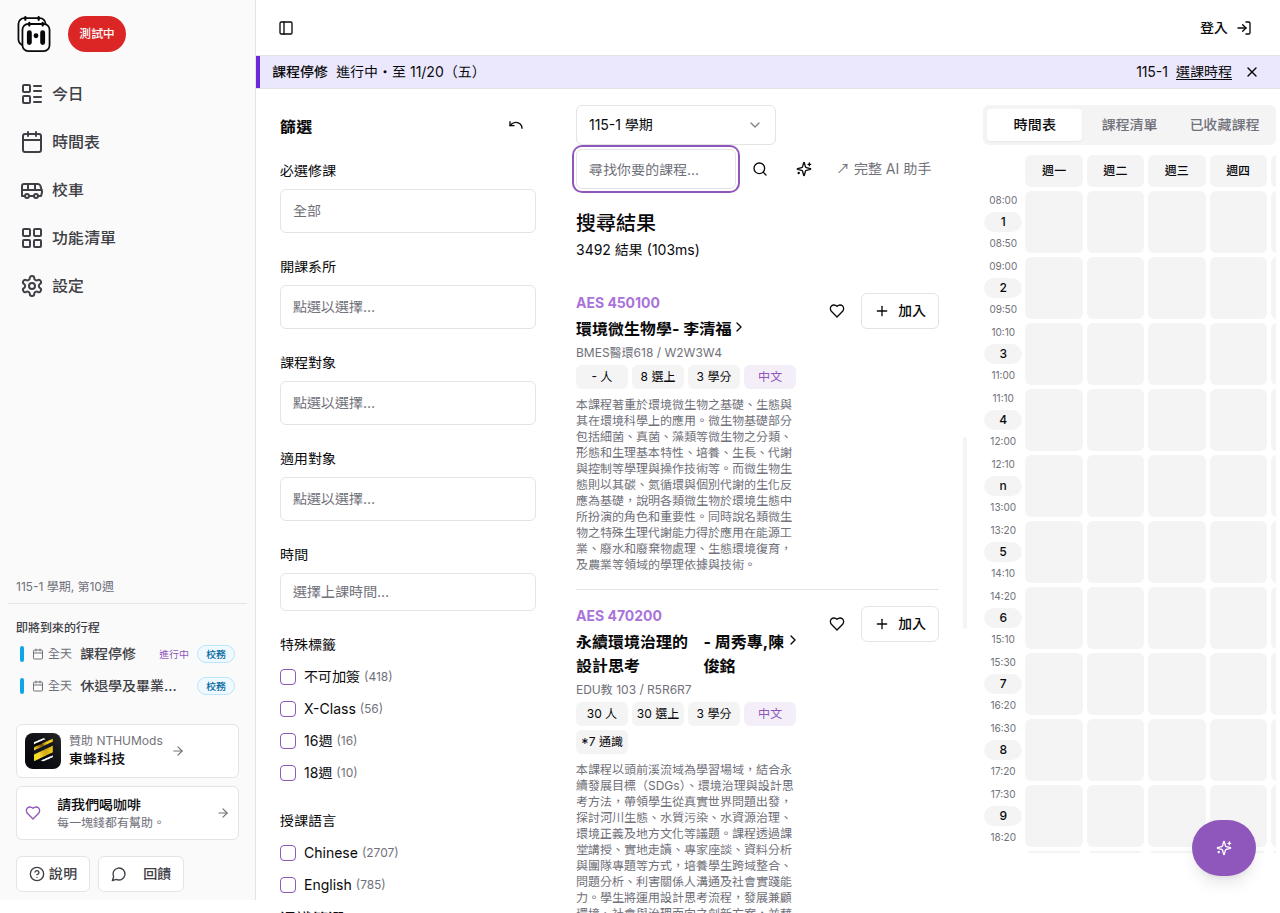 測試中
今日
時間表
校車
功能清單
設定
115-1 學期, 第10週
即將到來的行程
全天 課程停修 進行中 校務
全天 休退學及畢業... 校務
贊助 NTHUMods
東蜂科技
請我們喝咖啡
每一塊錢都有幫助。
說明 回饋
登入
課程停修 進行中・至 11/20（五）
115-1 選課時程
篩選
必選修課
全部
開課系所
點選以選擇...
課程對象
點選以選擇...
適用對象
點選以選擇...
時間
選擇上課時間...
特殊標籤
不可加簽 (418)
X-Class (56)
16週 (16)
18週 (10)
授課語言
Chinese (2707)
English (785)
115-1 學期
尋找你要的課程...
↗ 完整 AI 助手
搜尋結果
3492 結果 (103ms)
AES 450100
加入
環境微生物學- 李清福
BMES醫環618 / W2W3W4
- 人 8 選上 3 學分 中文
本課程著重於環境微生物之基礎、生態與
其在環境科學上的應用。微生物基礎部分
包括細菌、真菌、藻類等微生物之分類、
形態和生理基本特性、培養、生長、代謝
與控制等學理與操作技術等。而微生物生
態則以其碳、氮循環與個別代謝的生化反
應為基礎，說明各類微生物於環境生態中
所扮演的角色和重要性。同時說名類微生
物之特殊生理代謝能力得於應用在能源工
業、廢水和廢棄物處理、生態環境復育，
及農業等領域的學理依據與技術。
AES 470200
加入
永續環境治理的 - 周秀專,陳
設計思考 俊銘
EDU教 103 / R5R6R7
30 人 30 選上 3 學分 中文
*7 通識
本課程以頭前溪流域為學習場域，結合永
續發展目標（SDGs）、環境治理與設計思
考方法，帶領學生從真實世界問題出發，
探討河川生態、水質污染、水資源治理、
環境正義及地方文化等議題。課程透過課
堂講授、實地走讀、專家座談、資料分析
與團隊專題等方式，培養學生跨域整合、
問題分析、利害關係人溝通及社會實踐能
力。學生將運用設計思考流程，發展兼顧
時間表 課程清單 已收藏課程
週一 週二 週三 週四
08:00
1
08:50
09:00
2
09:50
10:10
3
11:00
11:10
4
12:00
12:10
n
13:00
13:20
5
14:10
14:20
6
15:10
15:30
7
16:20
16:30
8
17:20
17:30
9
18:20